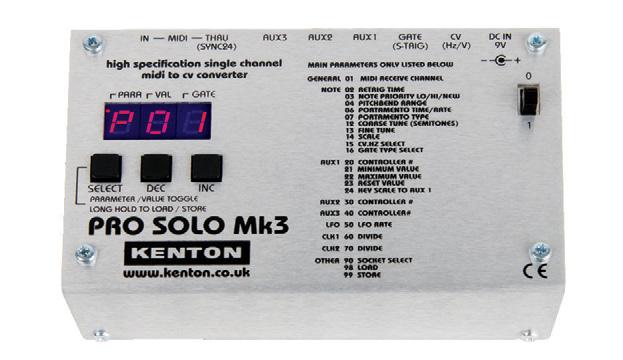 IN — MIDI — THRU
(SYNC24)
AUX3
AUX2
AUX1
GATE
(S-TRIG)
CV
(Hz/V)
DC IN
9V
high specification single channel
midi to cv converter
PARA VAL GATE
P01
SELECT DEC INC
PARAMETER / VALUE TOGGLE
LONG HOLD TO LOAD / STORE
PRO SOLO Mk3
KENTON
www.kenton.co.uk
MAIN PARAMETERS ONLY LISTED BELOW
GENERAL 01 MIDI RECEIVE CHANNEL
NOTE 02 RETRIG TIME
03 NOTE PRIORITY LO/HI/NEW
04 PITCHBEND RANGE
06 PORTAMENTO TIME/RATE
07 PORTAMENTO TYPE
12 COARSE TUNE (SEMITONES)
13 FINE TUNE
14 SCALE
15 CV.HZ SELECT
16 GATE TYPE SELECT
AUX1 20 CONTROLLER #
21 MINIMUM VALUE
22 MAXIMUM VALUE
23 RESET VALUE
24 KEY SCALE TO AUX 1
AUX2 30 CONTROLLER #
AUX3 40 CONTROLLER#
LFO 50 LFO RATE
CLK1 60 DIVIDE
CLK2 70 DIVIDE
OTHER 90 SOCKET SELECT
98 LOAD
99 STORE
- +
0
1
CE